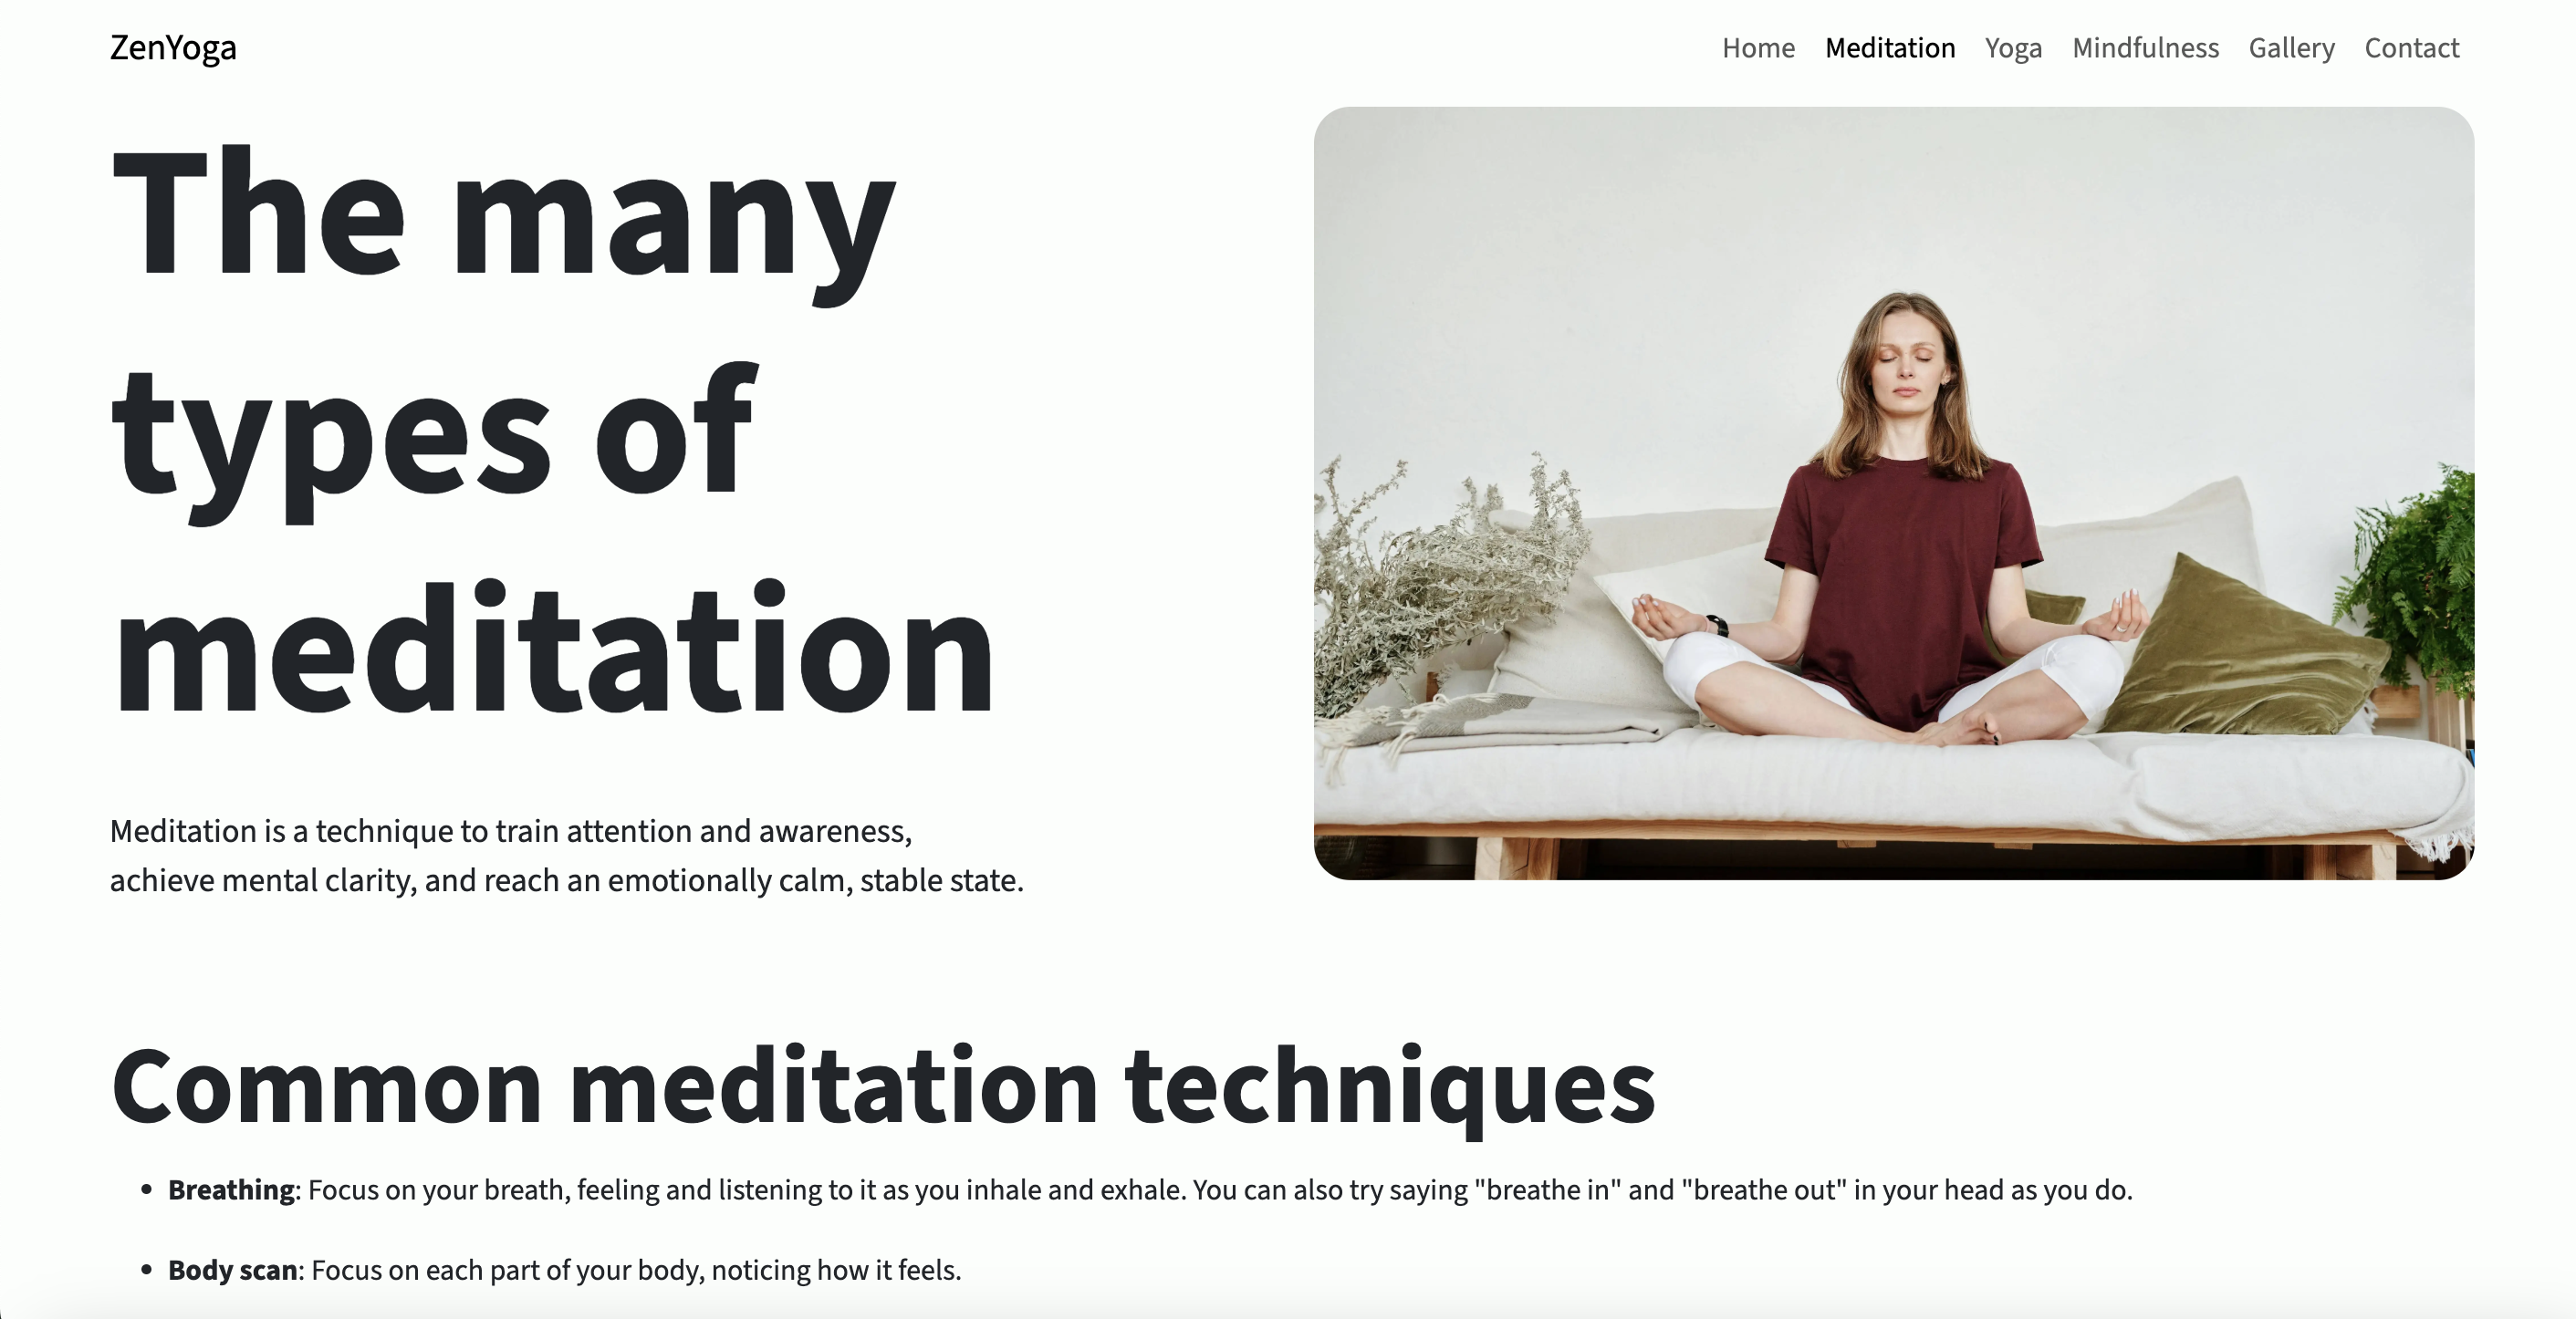 ZenYoga
Home Meditation Yoga Mindfulness Gallery Contact
The many
types of
meditation
Meditation is a technique to train attention and awareness,
achieve mental clarity, and reach an emotionally calm, stable state.
Common meditation techniques
• Breathing: Focus on your breath, feeling and listening to it as you inhale and exhale. You can also try saying "breathe in" and "breathe out" in your head as you do.
• Body scan: Focus on each part of your body, noticing how it feels.